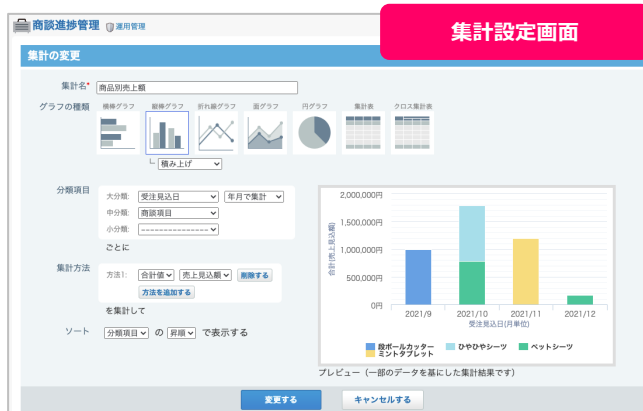 商談進捗管理 運用管理
集計設定画面
集計の変更
集計名* 商品別売上額
グラフの種類 横棒グラフ 縦棒グラフ 折れ線グラフ 面グラフ 円グラフ 集計表 クロス集計表
積み上げ
分類項目
大分類: 受注見込日 年月で集計
中分類: 商談項目
小分類: ---------------
ごとに
集計方法
方法1: 合計値 売上見込額 削除する
方法を追加する
を集計して
ソート 分類項目 の 昇順 で表示する
合計(売上見込額)
2,000,000円
1,500,000円
1,000,000円
500,000円
0円
2021/9 2021/10 2021/11 2021/12
受注見込日(月単位)
段ボールカッター ひやひやシーツ ペットシーツ
ミントタブレット
プレビュー（一部のデータを基にした集計結果です）
変更する キャンセルする